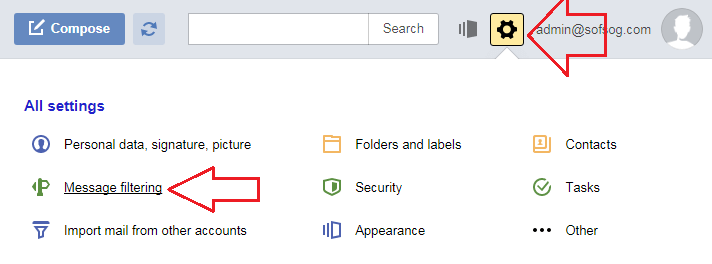 Compose Search admin@sofsog.com
All settings
Personal data, signature, picture Folders and labels Contacts
Message filtering Security Tasks
Import mail from other accounts Appearance Other